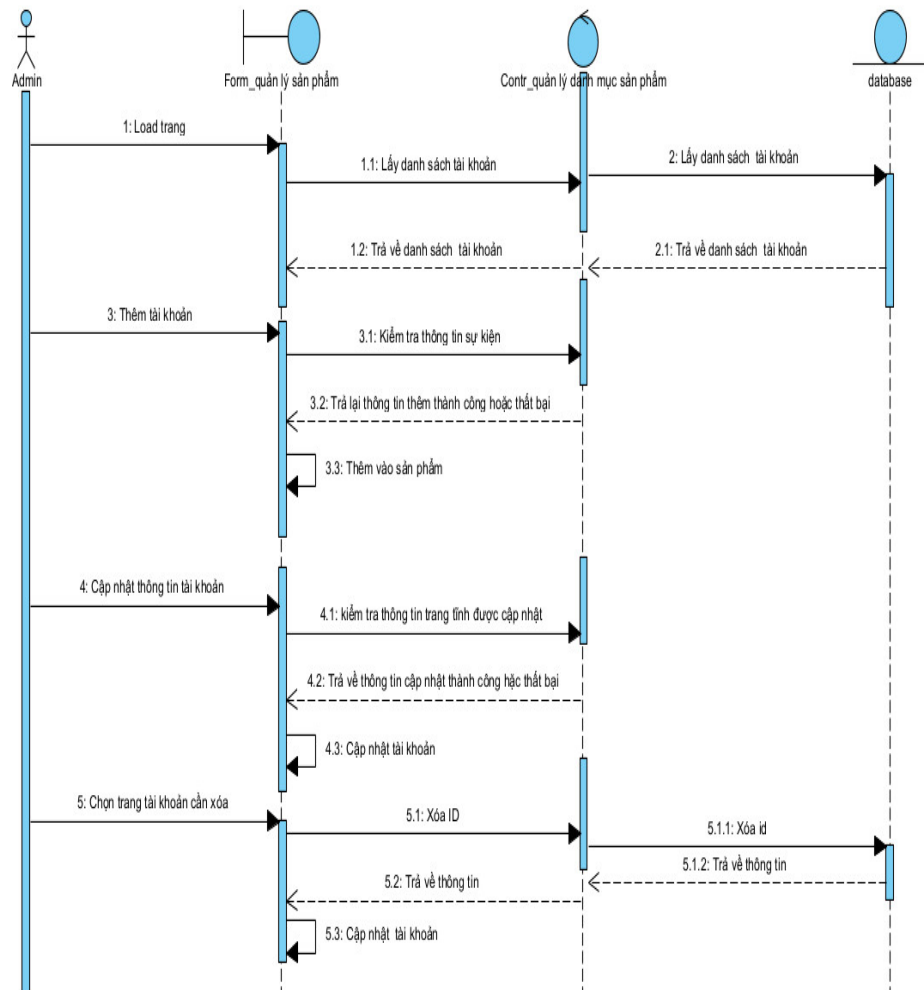 Admin
Form_quản lý sản phẩm
Contr_quản lý danh mục sản phẩm
database
1: Load trang
1.1: Lấy danh sách tài khoản
2: Lấy danh sách tài khoản
1.2: Trả về danh sách tài khoản
2.1: Trả về danh sách tài khoản
3: Thêm tài khoản
3.1: Kiểm tra thông tin sự kiện
3.2: Trả lại thông tin thêm thành công hoặc thất bại
3.3: Thêm vào sản phẩm
4: Cập nhật thông tin tài khoản
4.1: kiểm tra thông tin trang tĩnh được cập nhật
4.2: Trả về thông tin cập nhật thành công hặc thất bại
4.3: Cập nhật tài khoản
5: Chọn trang tài khoản cần xóa
5.1: Xóa ID
5.1.1: Xóa id
5.1.2: Trả về thông tin
5.2: Trả về thông tin
5.3: Cập nhật tài khoản